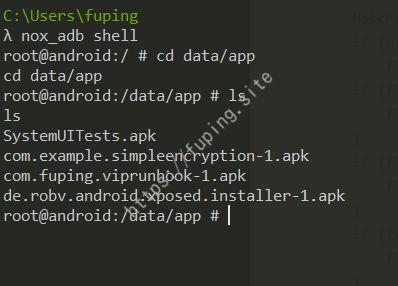 C:\Users\fuping
λ nox_adb shell
root@android:/ # cd data/app
cd data/app
root@android:/data/app # ls
ls
SystemUITests.apk
com.example.simpleencryption-1.apk
com.fuping.viprunhook-1.apk
de.robv.android.xposed.installer-1.apk
root@android:/data/app #
https://fuping.site